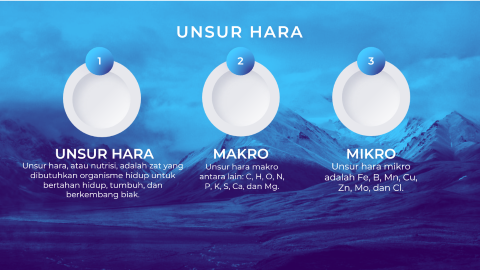 UNSUR HARA
1
2
3
UNSUR HARA
Unsur hara, atau nutrisi, adalah zat yang
dibutuhkan organisme hidup untuk
bertahan hidup, tumbuh, dan
berkembang biak.
MAKRO
Unsur hara makro
antara lain: C, H, O, N,
P, K, S, Ca, dan Mg.
MIKRO
Unsur hara mikro
adalah Fe, B, Mn, Cu,
Zn, Mo, dan Cl.